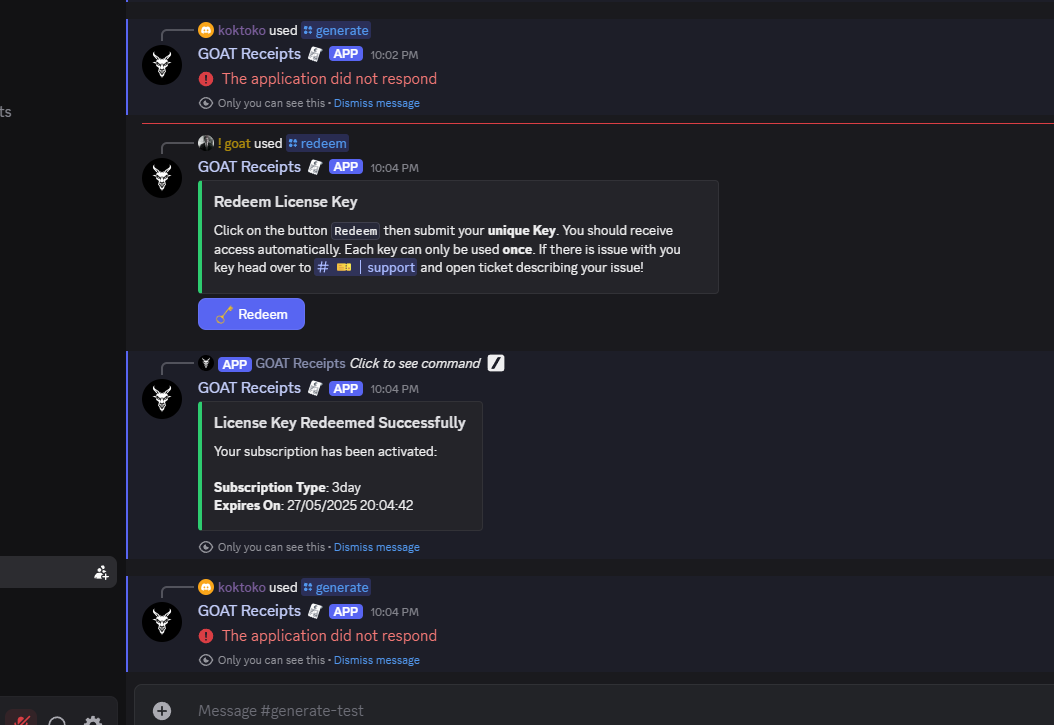 koktoko used generate
GOAT Receipts APP 10:02 PM
The application did not respond
Only you can see this • Dismiss message
ts
! goat used redeem
GOAT Receipts APP 10:04 PM
Redeem License Key
Click on the button Redeem then submit your unique Key. You should receive
access automatically. Each key can only be used once. If there is issue with you
key head over to # 🎫 | support and open ticket describing your issue!
Redeem
APP GOAT Receipts Click to see command
GOAT Receipts APP 10:04 PM
License Key Redeemed Successfully
Your subscription has been activated:
Subscription Type: 3day
Expires On: 27/05/2025 20:04:42
Only you can see this • Dismiss message
koktoko used generate
GOAT Receipts APP 10:04 PM
The application did not respond
Only you can see this • Dismiss message
Message #generate-test